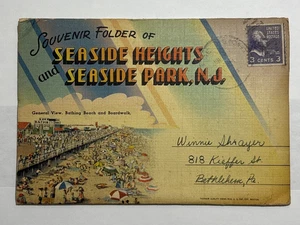 SOUVENIR FOLDER OF
SEASIDE HEIGHTS
and SEASIDE PARK, N.J.
General View, Bathing Beach and Boardwalk.
3 CENTS 3
Winnie Shrayer
818 Kieffer St
Bethlehem, Pa.